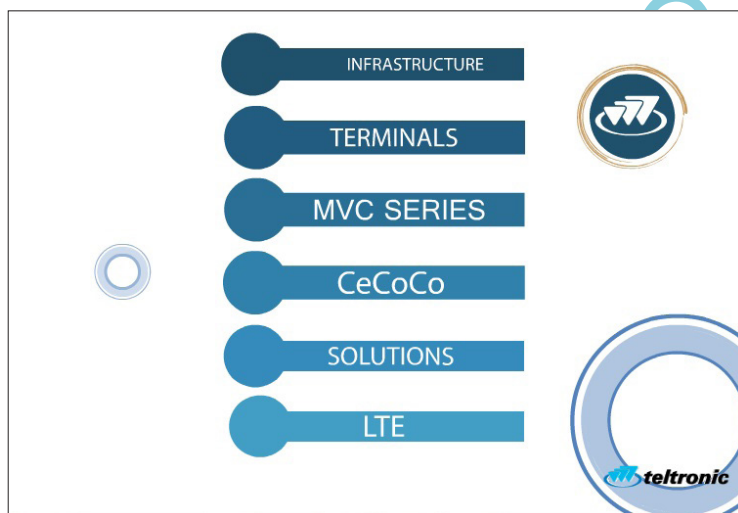 INFRASTRUCTURE
TERMINALS
MVC SERIES
CeCoCo
SOLUTIONS
LTE
teltronic